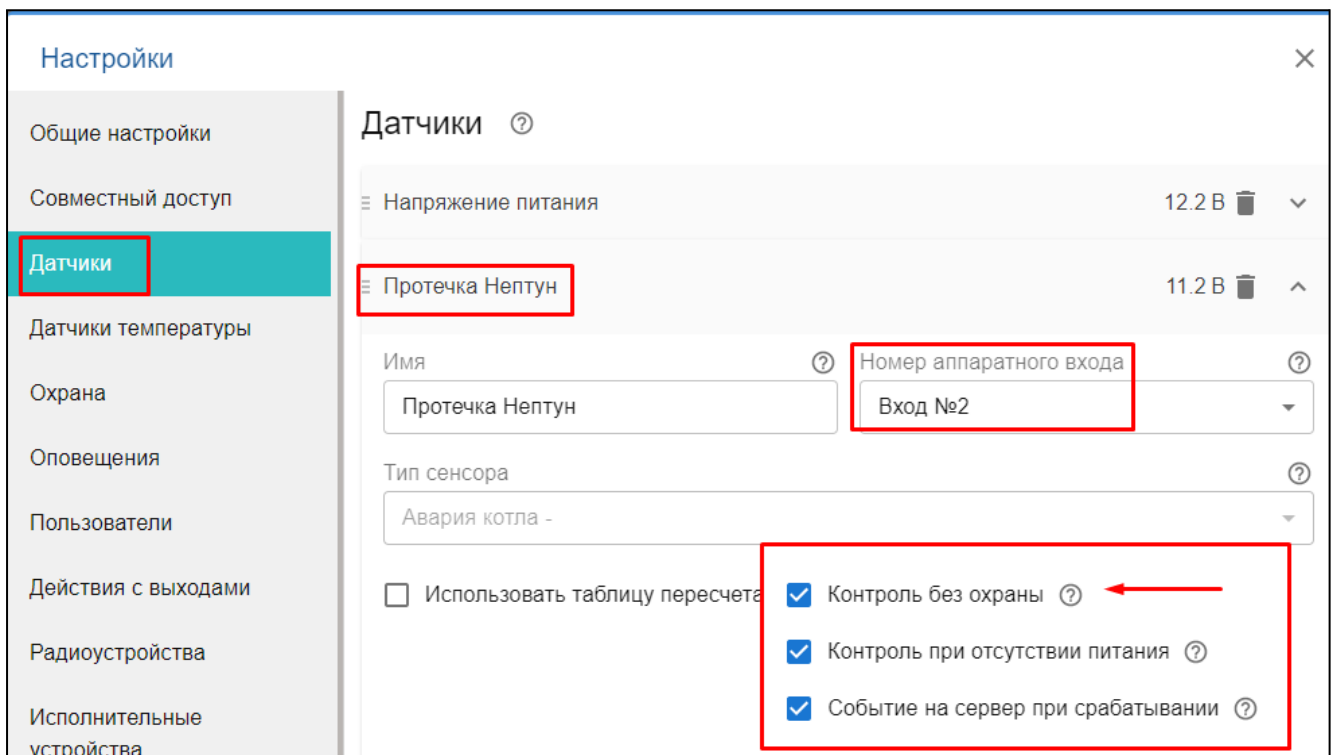 Настройки
Общие настройки
Совместный доступ
Датчики
Датчики температуры
Охрана
Оповещения
Пользователи
Действия с выходами
Радиоустройства
Исполнительные
устройства
Датчики
Напряжение питания 12.2 В
Протечка Нептун 11.2 В
Имя Номер аппаратного входа
Протечка Нептун Вход №2
Тип сенсора
Авария котла -
Использовать таблицу пересчета Контроль без охраны
Контроль при отсутствии питания
Событие на сервер при срабатывании